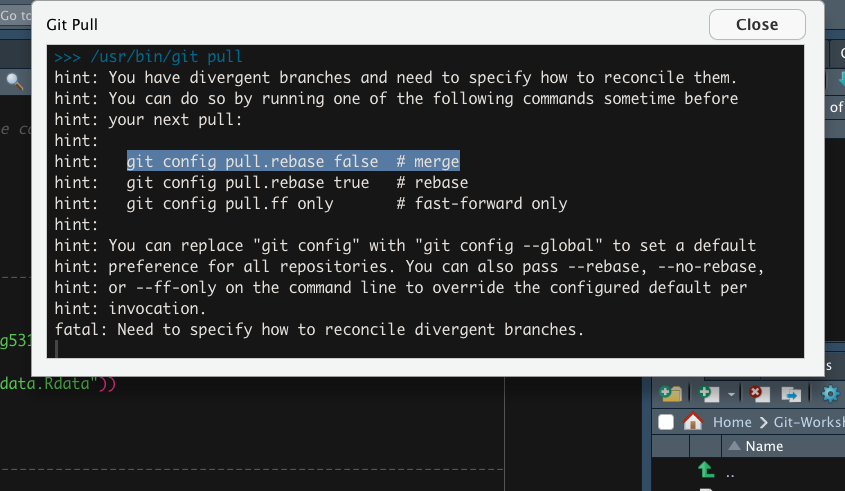 Go to
Git Pull
Close
>>> /usr/bin/git pull
hint: You have divergent branches and need to specify how to reconcile them.
hint: You can do so by running one of the following commands sometime before
hint: your next pull:
hint:
hint:   git config pull.rebase false  # merge
hint:   git config pull.rebase true   # rebase
hint:   git config pull.ff only       # fast-forward only
hint:
hint: You can replace "git config" with "git config --global" to set a default
hint: preference for all repositories. You can also pass --rebase, --no-rebase,
hint: or --ff-only on the command line to override the configured default per
hint: invocation.
fatal: Need to specify how to reconcile divergent branches.
of
e co
g531
data.Rdata"))
s
Home > Git-Worksh
Name
..